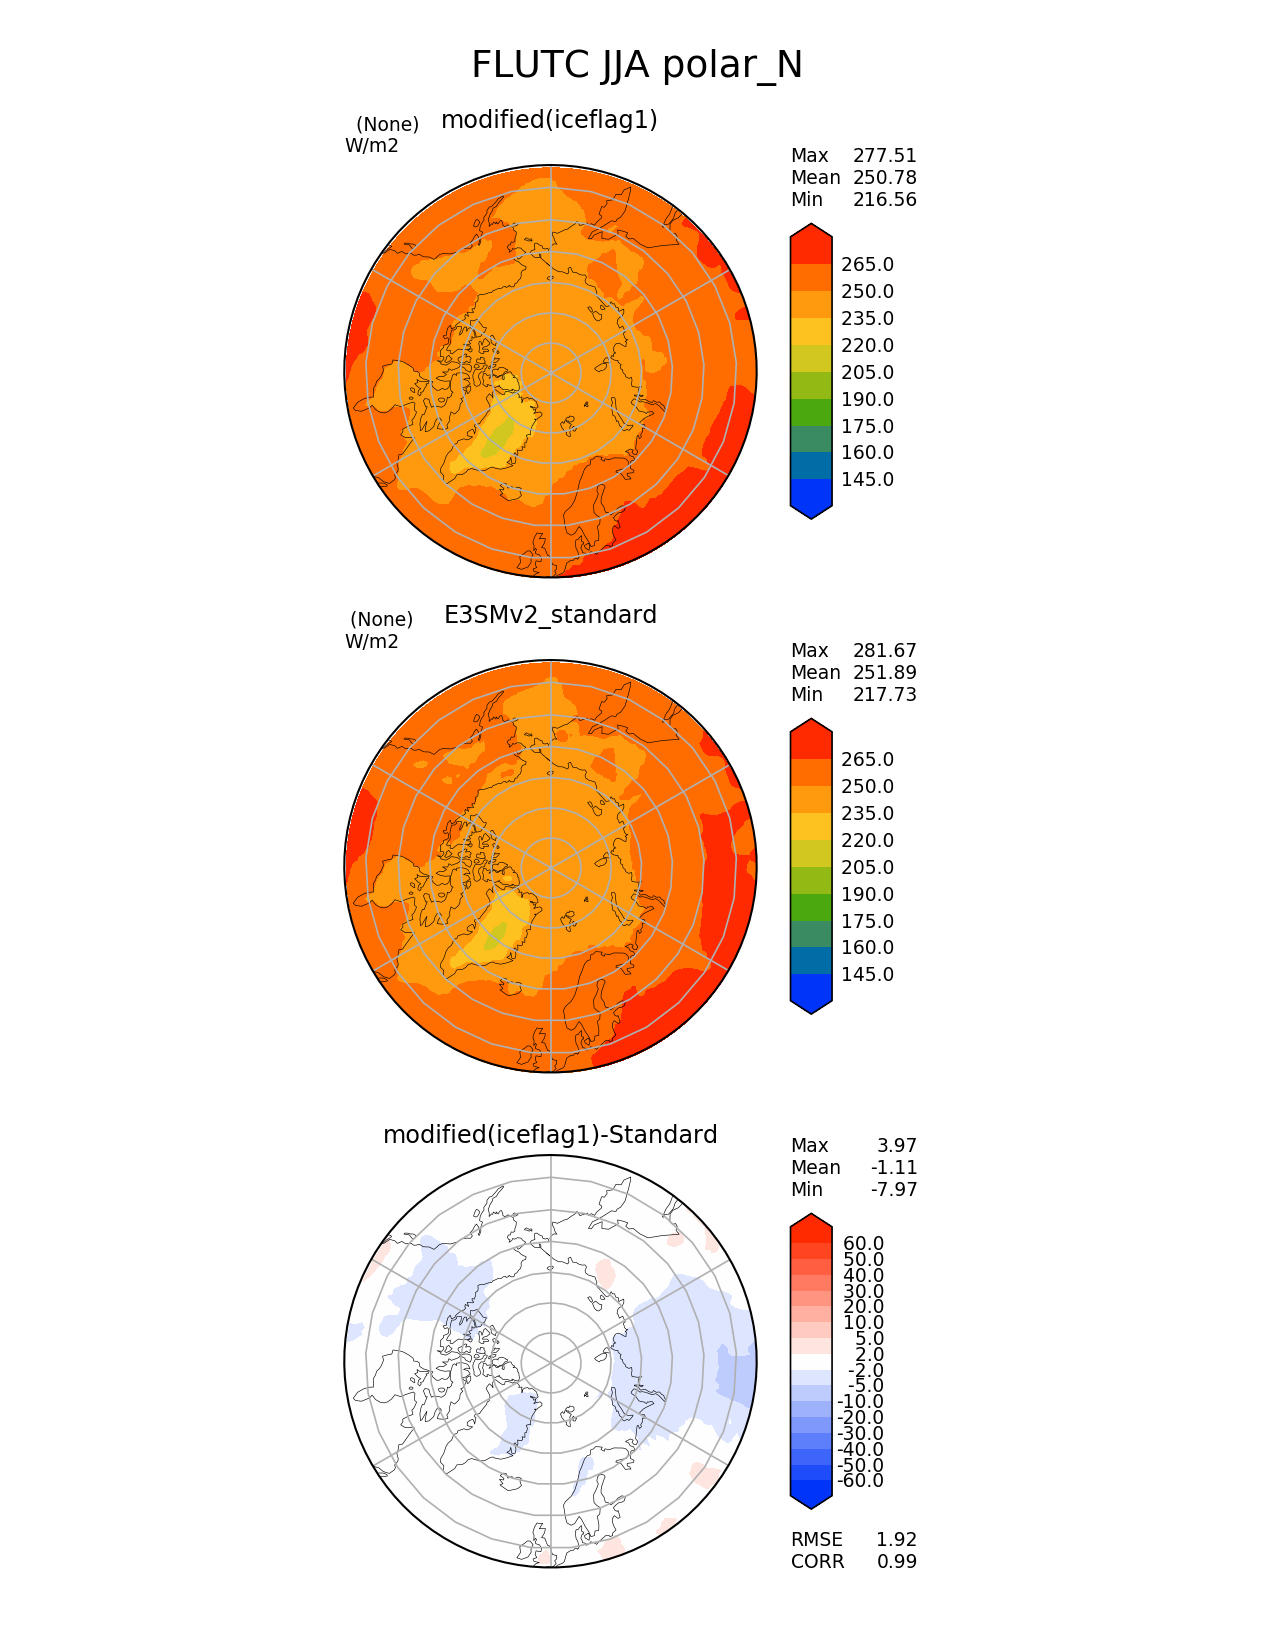 FLUTC JJA polar_N
(None)
modified(iceflag1)
W/m2
Max 277.51
Mean 250.78
Min 216.56
265.0
250.0
235.0
220.0
205.0
190.0
175.0
160.0
145.0
(None)
E3SMv2_standard
W/m2
Max 281.67
Mean 251.89
Min 217.73
265.0
250.0
235.0
220.0
205.0
190.0
175.0
160.0
145.0
modified(iceflag1)-Standard
Max 3.97
Mean -1.11
Min -7.97
60.0
50.0
40.0
30.0
20.0
10.0
5.0
2.0
-2.0
-5.0
-10.0
-20.0
-30.0
-40.0
-50.0
-60.0
RMSE 1.92
CORR 0.99